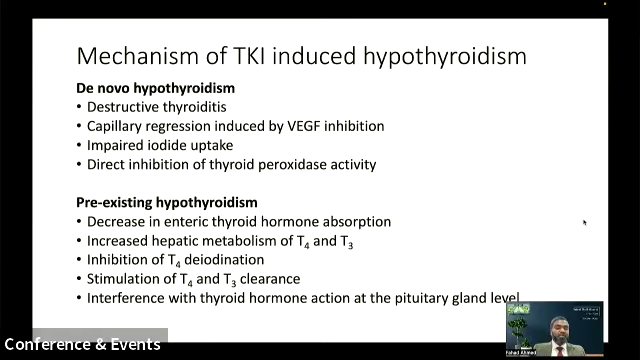 Mechanism of TKI induced hypothyroidism
De novo hypothyroidism
• Destructive thyroiditis
• Capillary regression induced by VEGF inhibition
• Impaired iodide uptake
• Direct inhibition of thyroid peroxidase activity
Pre-existing hypothyroidism
• Decrease in enteric thyroid hormone absorption
• Increased hepatic metabolism of T4 and T3
• Inhibition of T4 deiodination
• Stimulation of T4 and T3 clearance
• Interference with thyroid hormone action at the pituitary gland level
Fahad Ahmed
Conference & Events